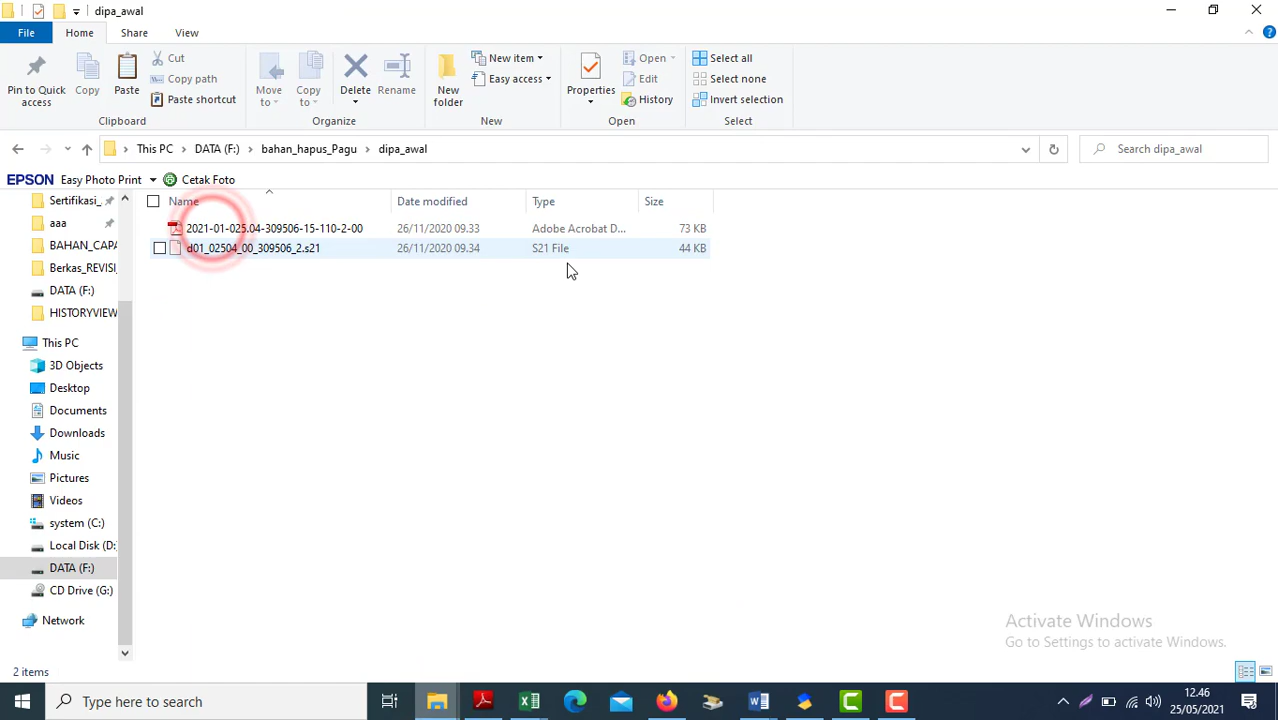 dipa_awal
File Home Share View
Pin to Quick access
Copy
Paste
Cut
Copy path
Paste shortcut
Clipboard
Move to
Copy to
Delete
Rename
Organize
New folder
New item
Easy access
New
Properties
Open
Edit
History
Open
Select all
Select none
Invert selection
Select
This PC DATA (F:) bahan_hapus_Pagu dipa_awal
Search dipa_awal
EPSON Easy Photo Print Cetak Foto
Name Date modified Type Size
2021-01-025.04-309506-15-110-2-00 26/11/2020 09.33 Adobe Acrobat D... 73 KB
d01_02504_00_309506_2.s21 26/11/2020 09.34 S21 File 44 KB
Sertifikasi_
aaa
BAHAN_CAPA
Berkas_REVISI_
DATA (F:)
HISTORYVIEW
This PC
3D Objects
Desktop
Documents
Downloads
Music
Pictures
Videos
system (C:)
Local Disk (D:)
DATA (F:)
CD Drive (G:)
Network
Activate Windows
Go to Settings to activate Windows.
2 items
Type here to search
12.46
25/05/2021